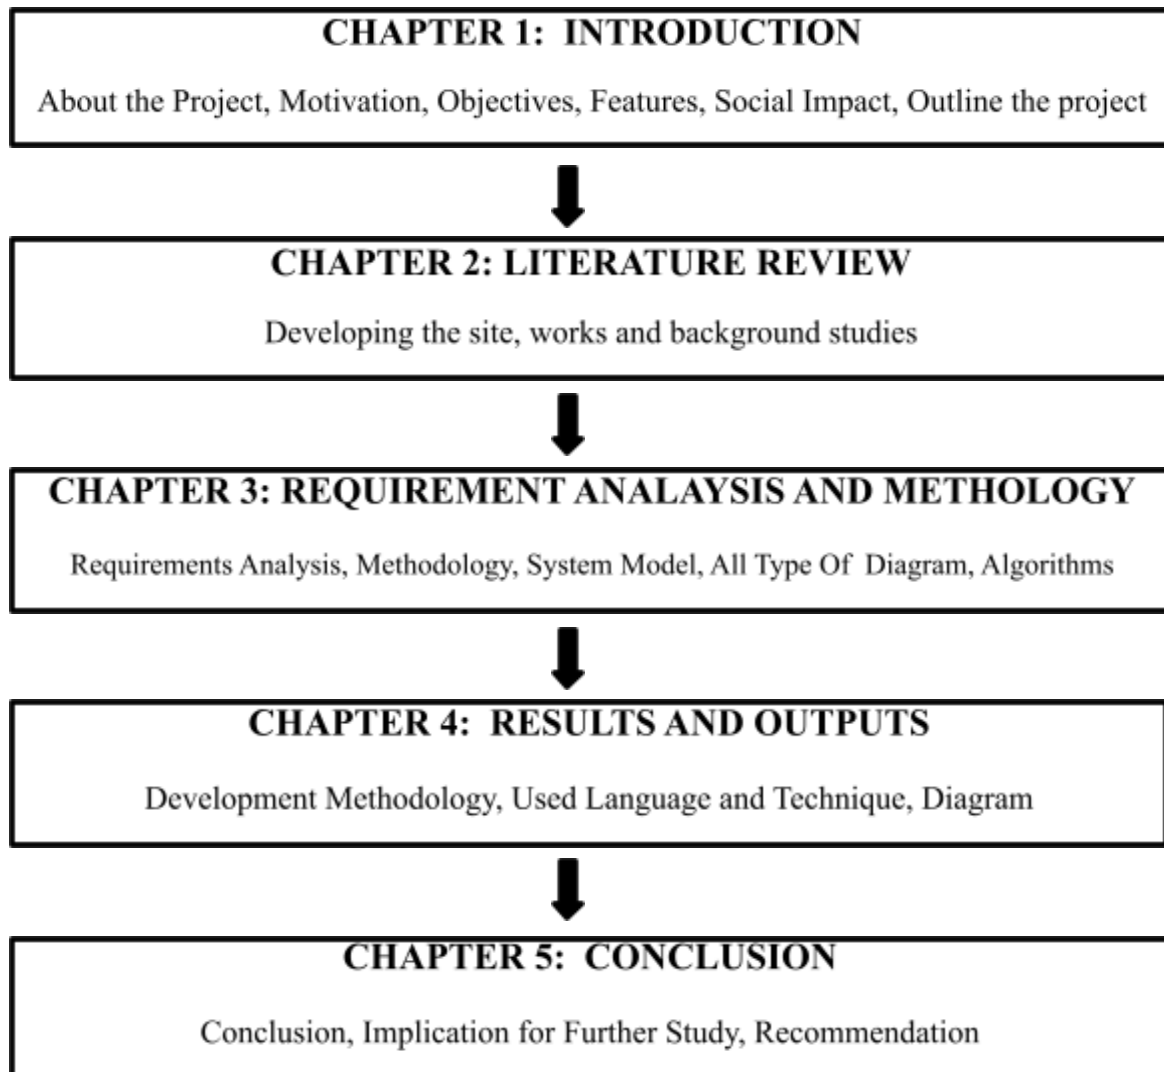 CHAPTER 1: INTRODUCTION
About the Project, Motivation, Objectives, Features, Social Impact, Outline the project
CHAPTER 2: LITERATURE REVIEW
Developing the site, works and background studies
CHAPTER 3: REQUIREMENT ANALAYSIS AND METHOLOGY
Requirements Analysis, Methodology, System Model, All Type Of Diagram, Algorithms
CHAPTER 4: RESULTS AND OUTPUTS
Development Methodology, Used Language and Technique, Diagram
CHAPTER 5: CONCLUSION
Conclusion, Implication for Further Study, Recommendation